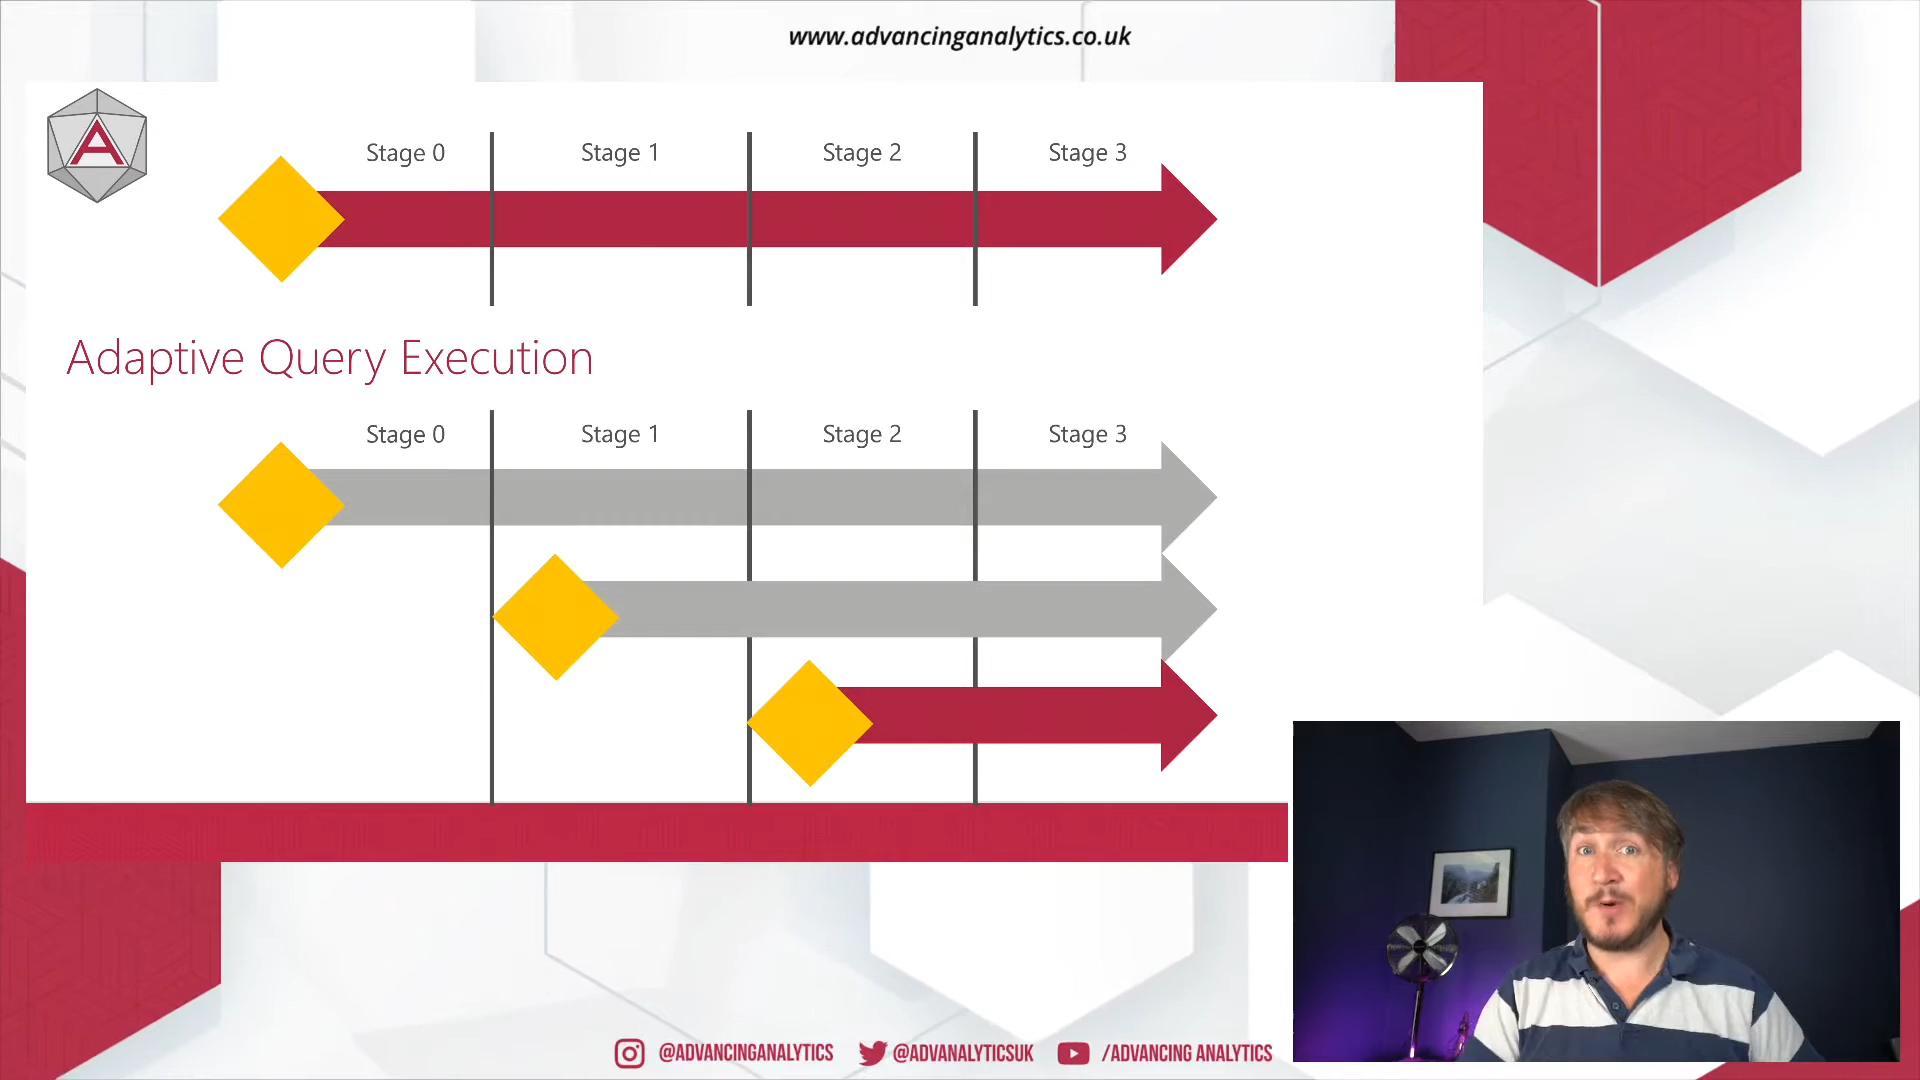 www.advancinganalytics.co.uk
A
Stage 0
Stage 1
Stage 2
Stage 3
Adaptive Query Execution
Stage 0
Stage 1
Stage 2
Stage 3
@ADVANCINGANALYTICS
@ADVANALYTICSUK
/ADVANCING ANALYTICS